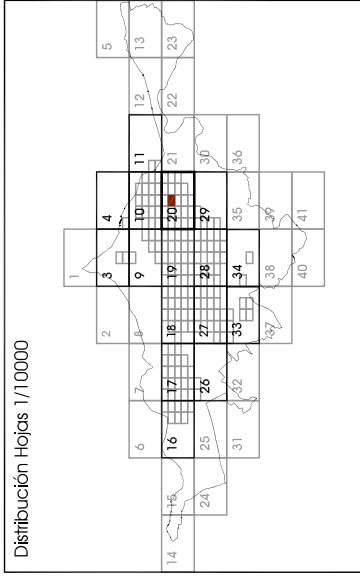 Distribución Hojas 1/10000
1
2 3 4 5
6 7 8 9 10 11 12 13
14 15 16 17 18 19 20 21 22 23
24 25 26 27 28 29 30
31 32 33 34 35 36
37 38 39
40 41